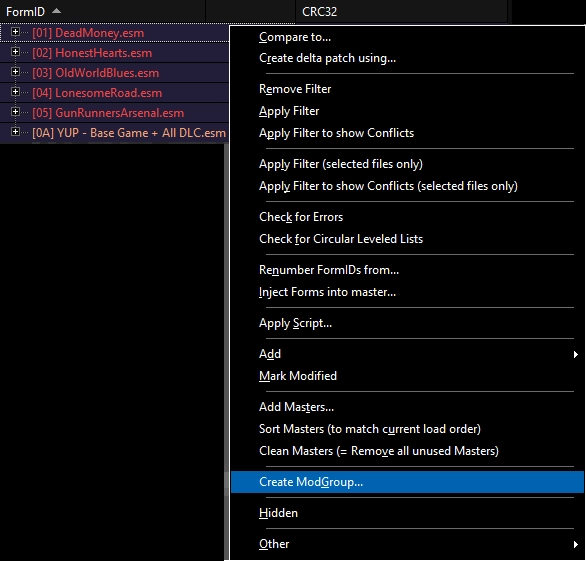 FormID CRC32
[01] DeadMoney.esm
[02] HonestHearts.esm
[03] OldWorldBlues.esm
[04] LonesomeRoad.esm
[05] GunRunnersArsenal.esm
[0A] YUP - Base Game + All DLC.esm
Compare to...
Create delta patch using...
Remove Filter
Apply Filter
Apply Filter to show Conflicts
Apply Filter (selected files only)
Apply Filter to show Conflicts (selected files only)
Check for Errors
Check for Circular Leveled Lists
Renumber FormIDs from...
Inject Forms into master...
Apply Script...
Add
Mark Modified
Add Masters...
Sort Masters (to match current load order)
Clean Masters (= Remove all unused Masters)
Create ModGroup...
Hidden
Other